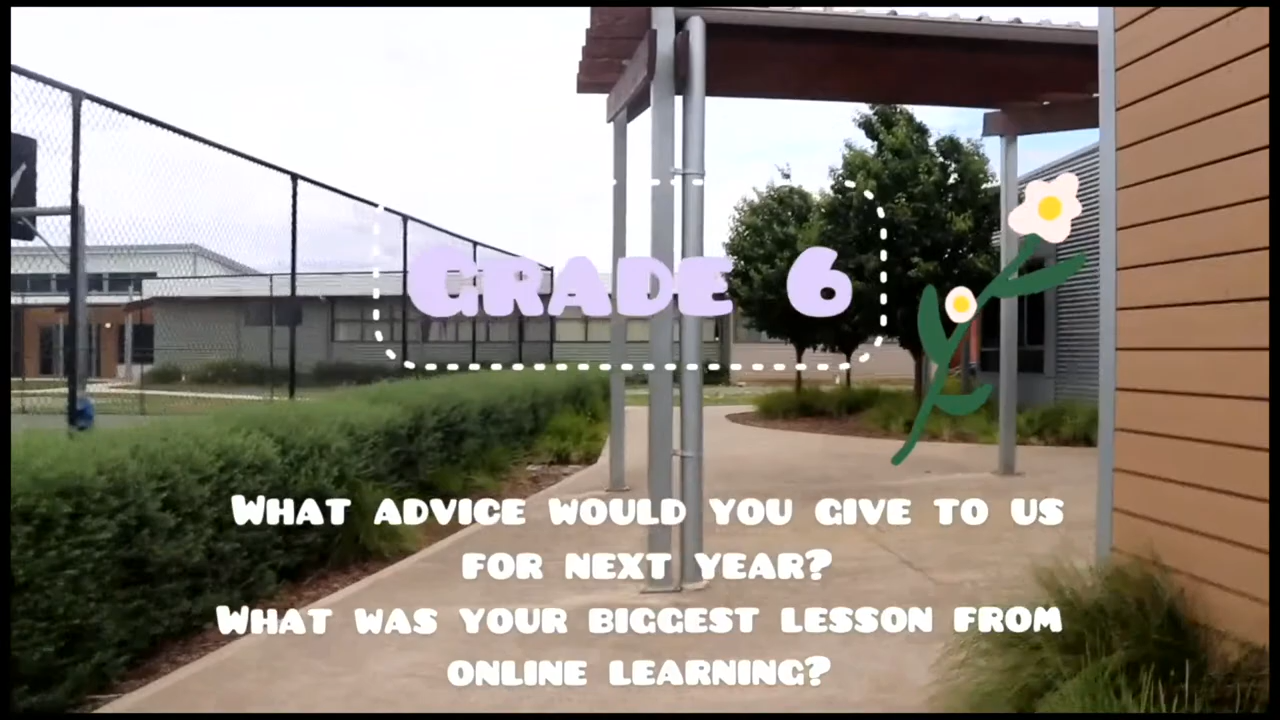 GRADE 6
WHAT ADVICE WOULD YOU GIVE TO US
FOR NEXT YEAR?
WHAT WAS YOUR BIGGEST LESSON FROM
ONLINE LEARNING?